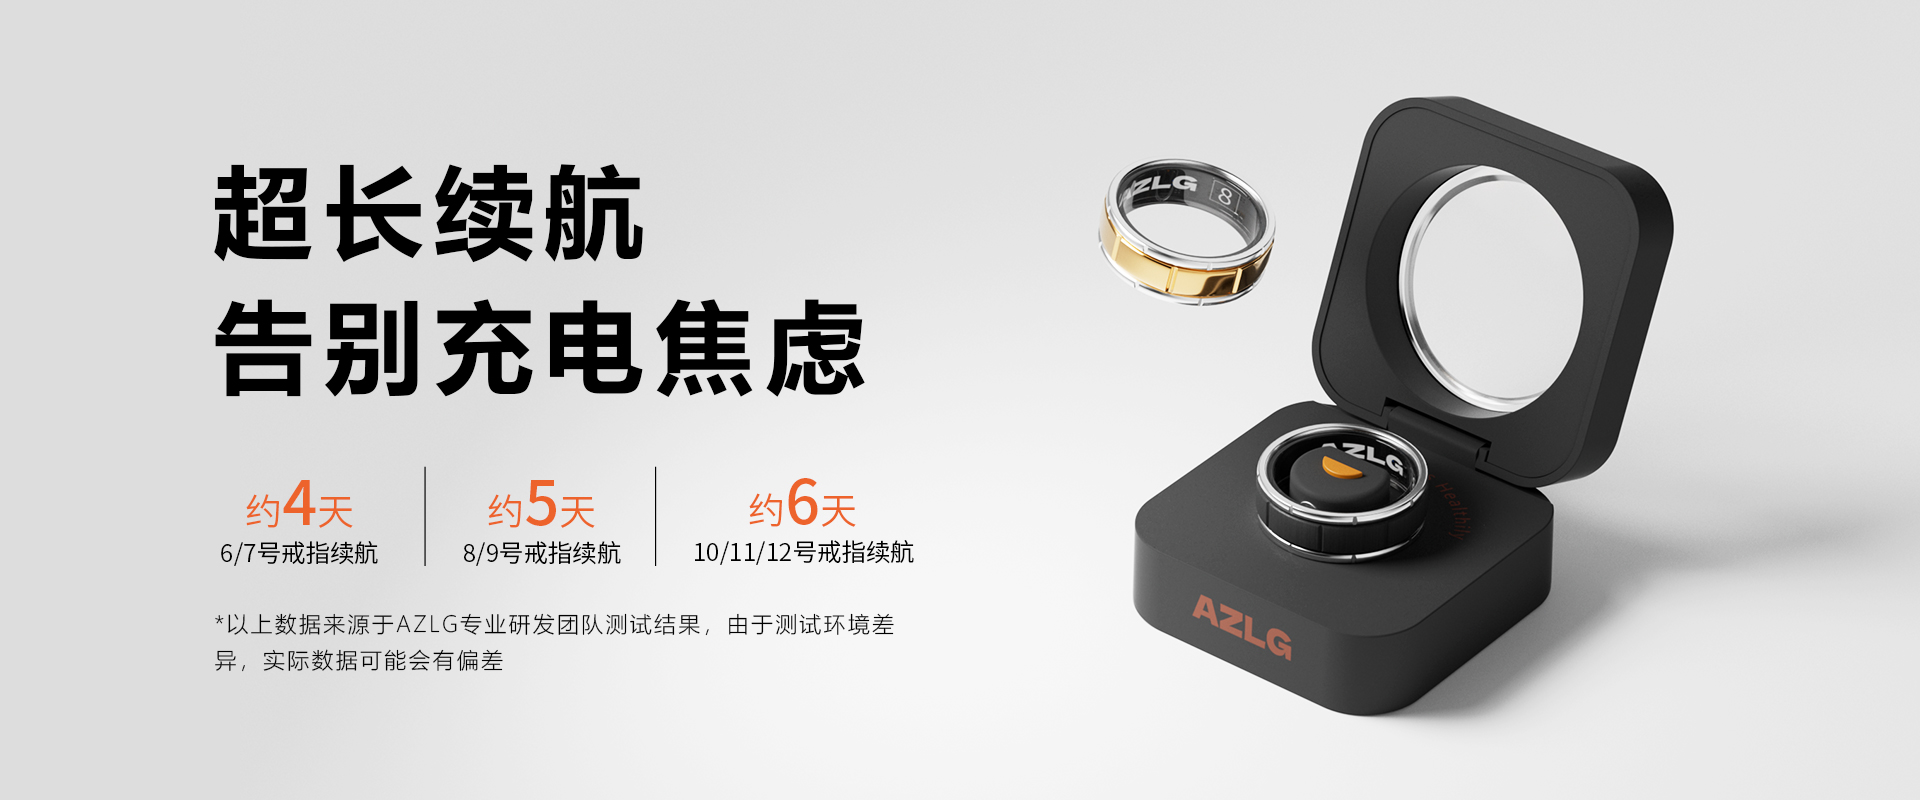 超长续航
告别充电焦虑
约4天
6/7号戒指续航
约5天
8/9号戒指续航
约6天
10/11/12号戒指续航
*以上数据来源于AZLG专业研发团队测试结果，由于测试环境差
异，实际数据可能会有偏差
AZLG 8
AZLG
Healthify
AZLG